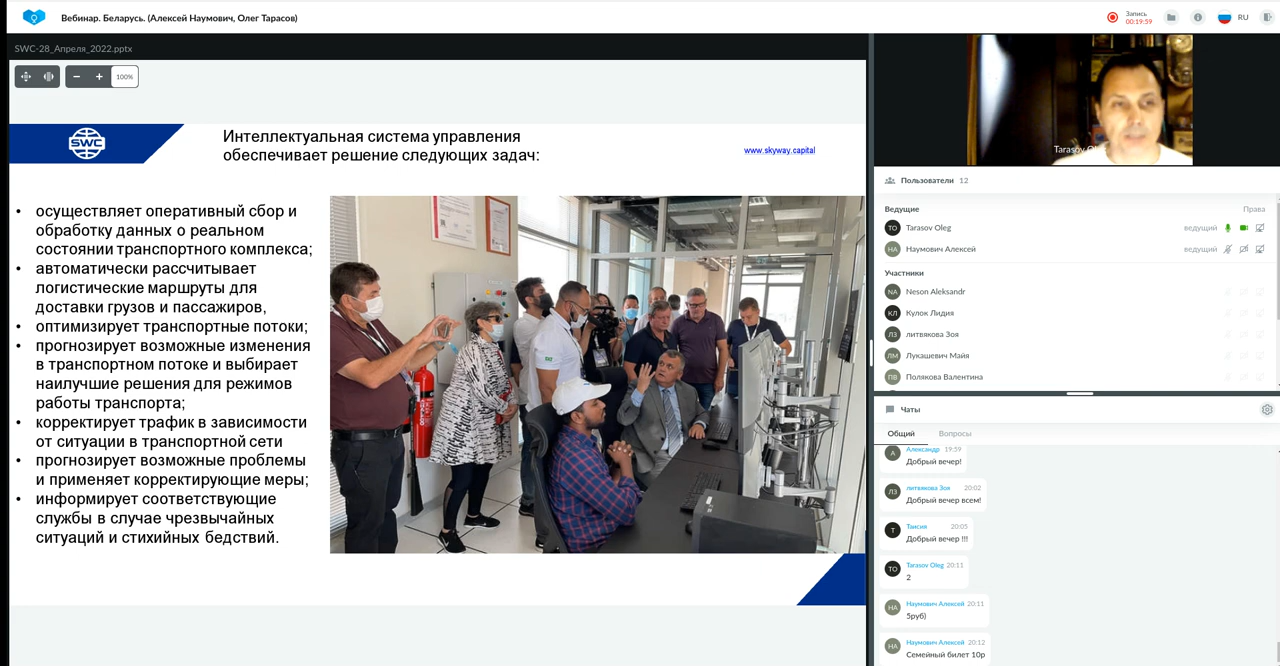 Вебинар. Беларусь. (Алексей Наумович, Олег Тарасов)
Запись
00:19:59
RU
SWC-28_Апреля_2022.pptx
100%
SWC
Интеллектуальная система управления
обеспечивает решение следующих задач:
www.skyway.capital
• осуществляет оперативный сбор и
обработку данных о реальном
состоянии транспортного комплекса;
• автоматически рассчитывает
логистические маршруты для
доставки грузов и пассажиров,
• оптимизирует транспортные потоки;
• прогнозирует возможные изменения
в транспортном потоке и выбирает
наилучшие решения для режимов
работы транспорта;
• корректирует трафик в зависимости
от ситуации в транспортной сети
• прогнозирует возможные проблемы
и применяет корректирующие меры;
• информирует соответствующие
службы в случае чрезвычайных
ситуаций и стихийных бедствий.
Tarasov Oleg
Пользователи 12
Ведущие Права
TO Tarasov Oleg ведущий
НА Наумович Алексей ведущий
Участники
NA Neson Aleksandr
КЛ Кулок Лидия
ЛЗ литвякова Зоя
ЛМ Лукашевич Майя
ПВ Полякова Валентина
Чаты
Общий Вопросы
А Александр 19:59
Добрый вечер!
ЛЗ литвякова Зоя 20:02
Добрый вечер всем!
Т Таисия 20:05
Добрый вечер !!!
TO Tarasov Oleg 20:11
2
НА Наумович Алексей 20:11
5руб)
НА Наумович Алексей 20:12
Семейный билет 10р